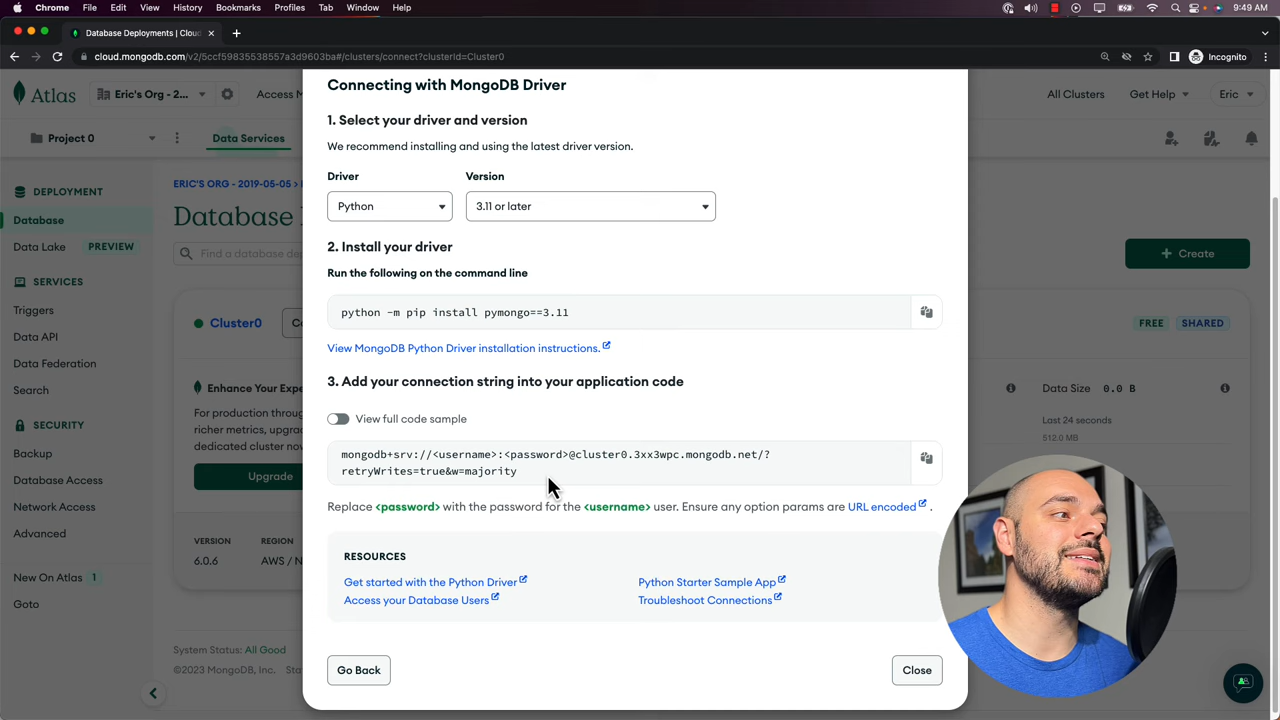 Chrome File Edit View History Bookmarks Profiles Tab Window Help 9:49 AM
Database Deployments | Cloud
cloud.mongodb.com/v2/5ccf59835538557a3d9603ba#/clusters/connect?clusterId=Cluster0 Incognito
Atlas Eric's Org - 2... Access M All Clusters Get Help Eric
Project 0 Data Services
DEPLOYMENT
Database
Data Lake PREVIEW
SERVICES
Triggers
Data API
Data Federation
Search
SECURITY
Backup
Database Access
Network Access
Advanced
New On Atlas 1
Goto
ERIC'S ORG - 2019-05-05 >
Database
Find a database dep
+ Create
Cluster0 Co
FREE SHARED
Enhance Your Expe
For production throug
richer metrics, upgrad
dedicated cluster now
Upgrade
Data Size 0.0 B
Last 24 seconds
512.0 MB
VERSION REGION
6.0.6 AWS / N
System Status: All Good
©2023 MongoDB, Inc. Sta
Connecting with MongoDB Driver
1. Select your driver and version
We recommend installing and using the latest driver version.
Driver Version
Python 3.11 or later
2. Install your driver
Run the following on the command line
python -m pip install pymongo==3.11
View MongoDB Python Driver installation instructions.
3. Add your connection string into your application code
View full code sample
mongodb+srv://<username>:<password>@cluster0.3xx3wpc.mongodb.net/?
retryWrites=true&w=majority
Replace <password> with the password for the <username> user. Ensure any option params are URL encoded .
RESOURCES
Get started with the Python Driver Python Starter Sample App
Access your Database Users Troubleshoot Connections
Go Back Close